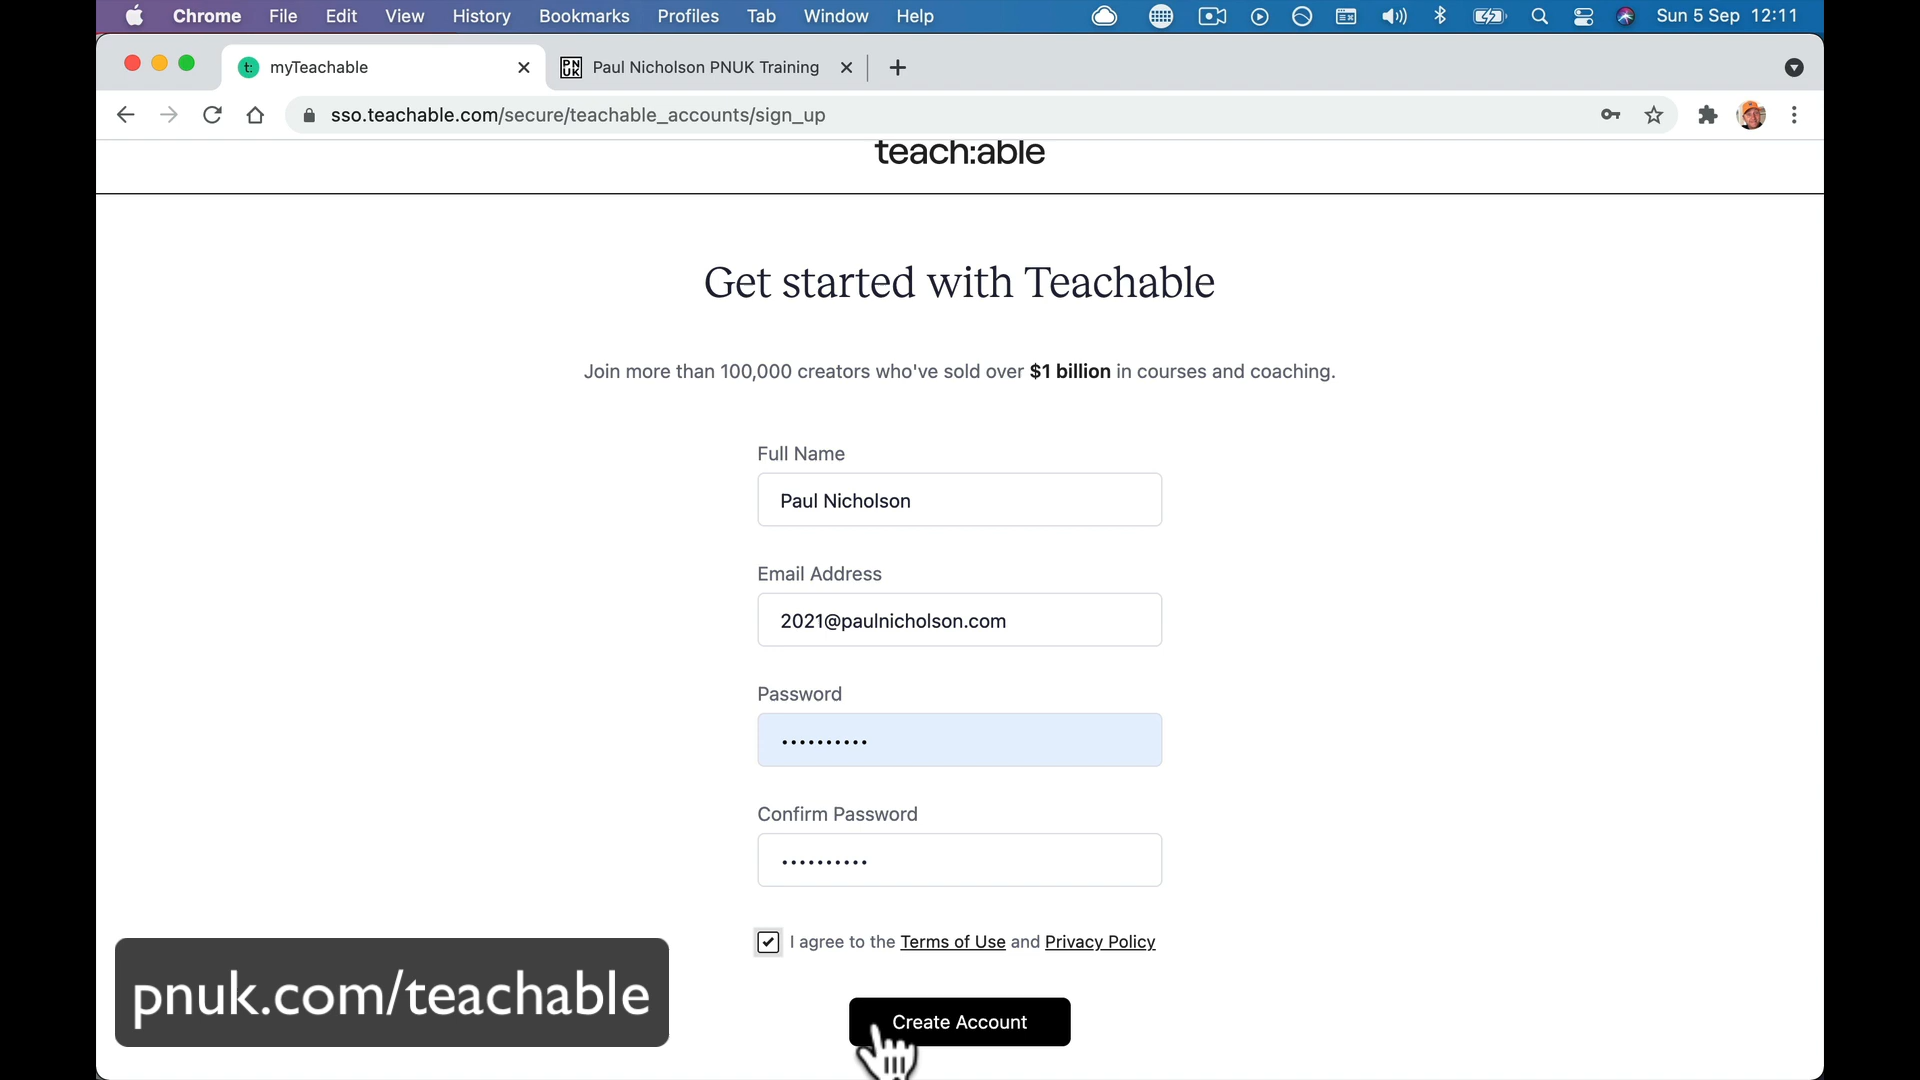 Chrome File Edit View History Bookmarks Profiles Tab Window Help Sun 5 Sep 12:11
t: myTeachable PN UK Paul Nicholson PNUK Training
sso.teachable.com/secure/teachable_accounts/sign_up
teach:able
Get started with Teachable
Join more than 100,000 creators who've sold over $1 billion in courses and coaching.
Full Name
Paul Nicholson
Email Address
2021@paulnicholson.com
Password
••••••••••
Confirm Password
••••••••••
I agree to the Terms of Use and Privacy Policy
pnuk.com/teachable
Create Account